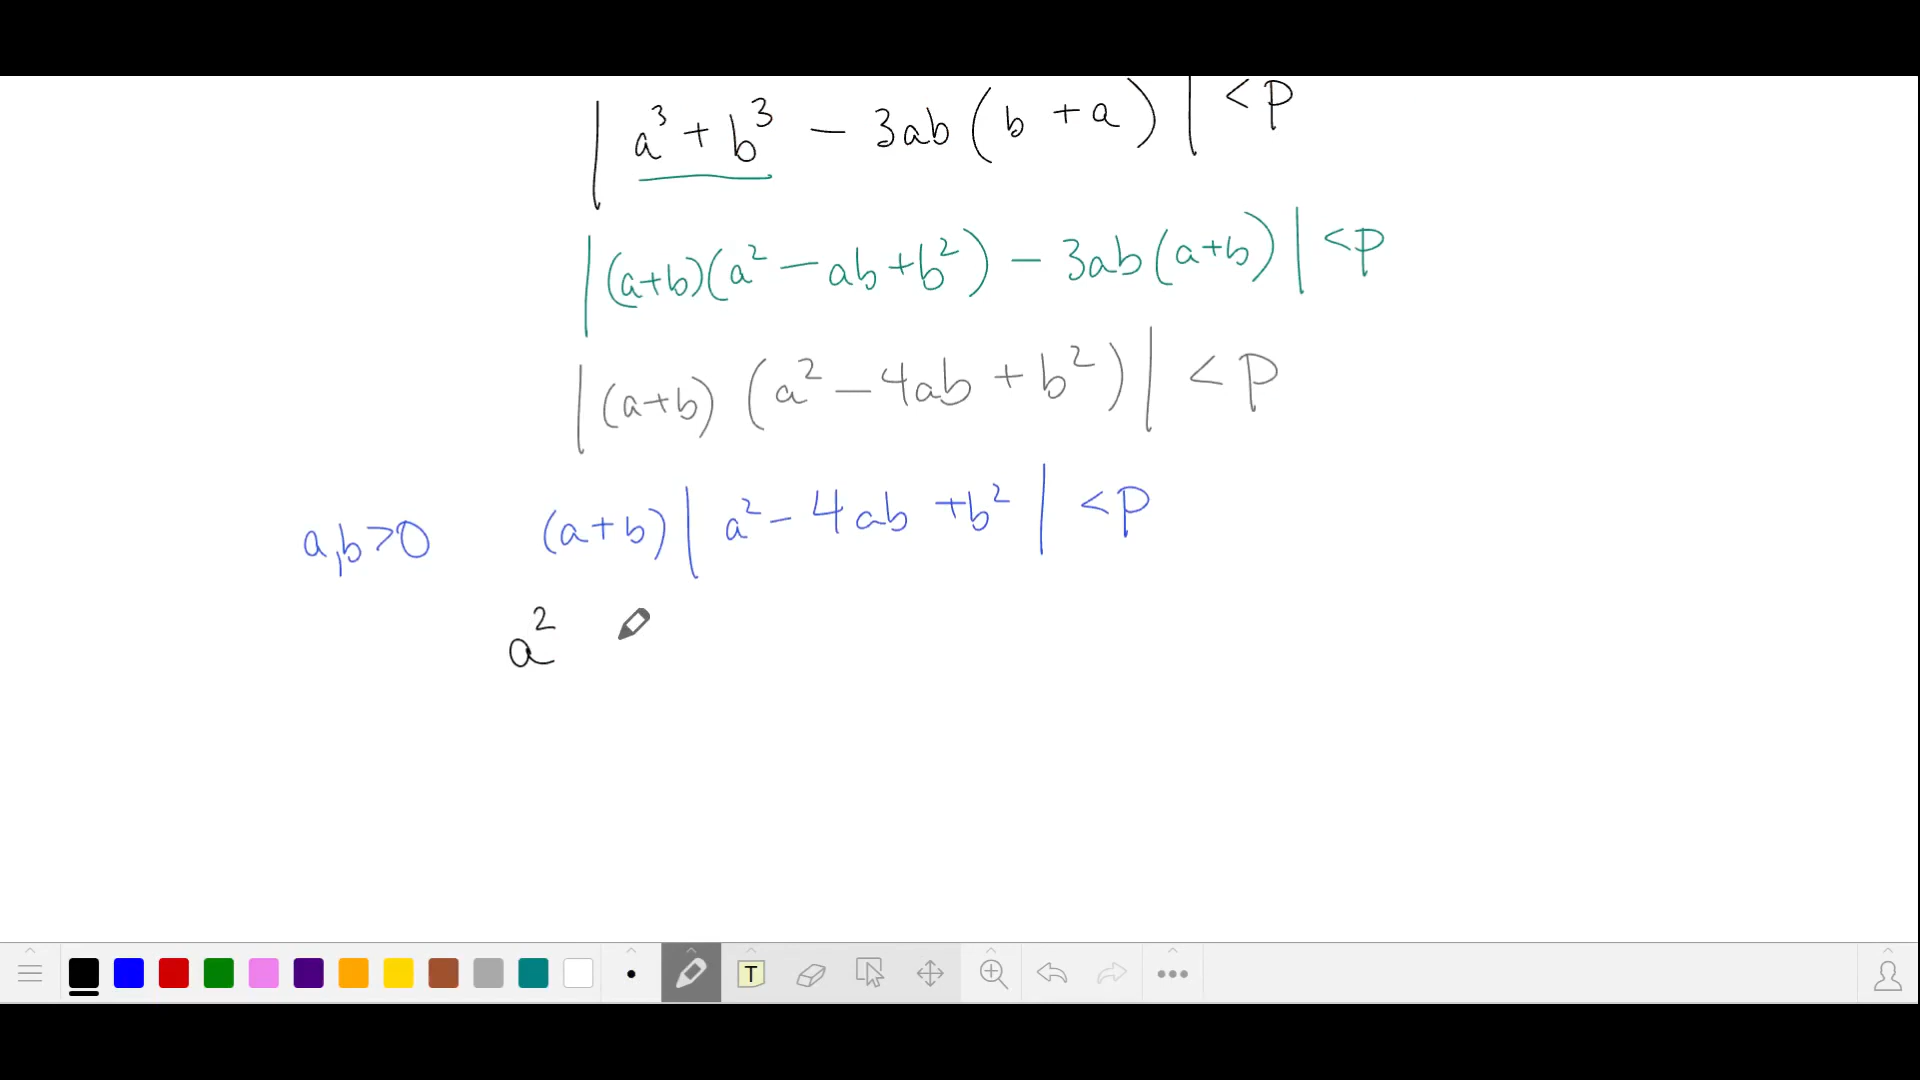 | a³ + b³ − 3ab (b + a) | < p
|(a+b)(a² − ab + b²) − 3ab (a+b)| < p
|(a+b) (a² − 4ab + b²)| < p
a,b>0 (a+b) | a² − 4ab + b² | < p
a²
T